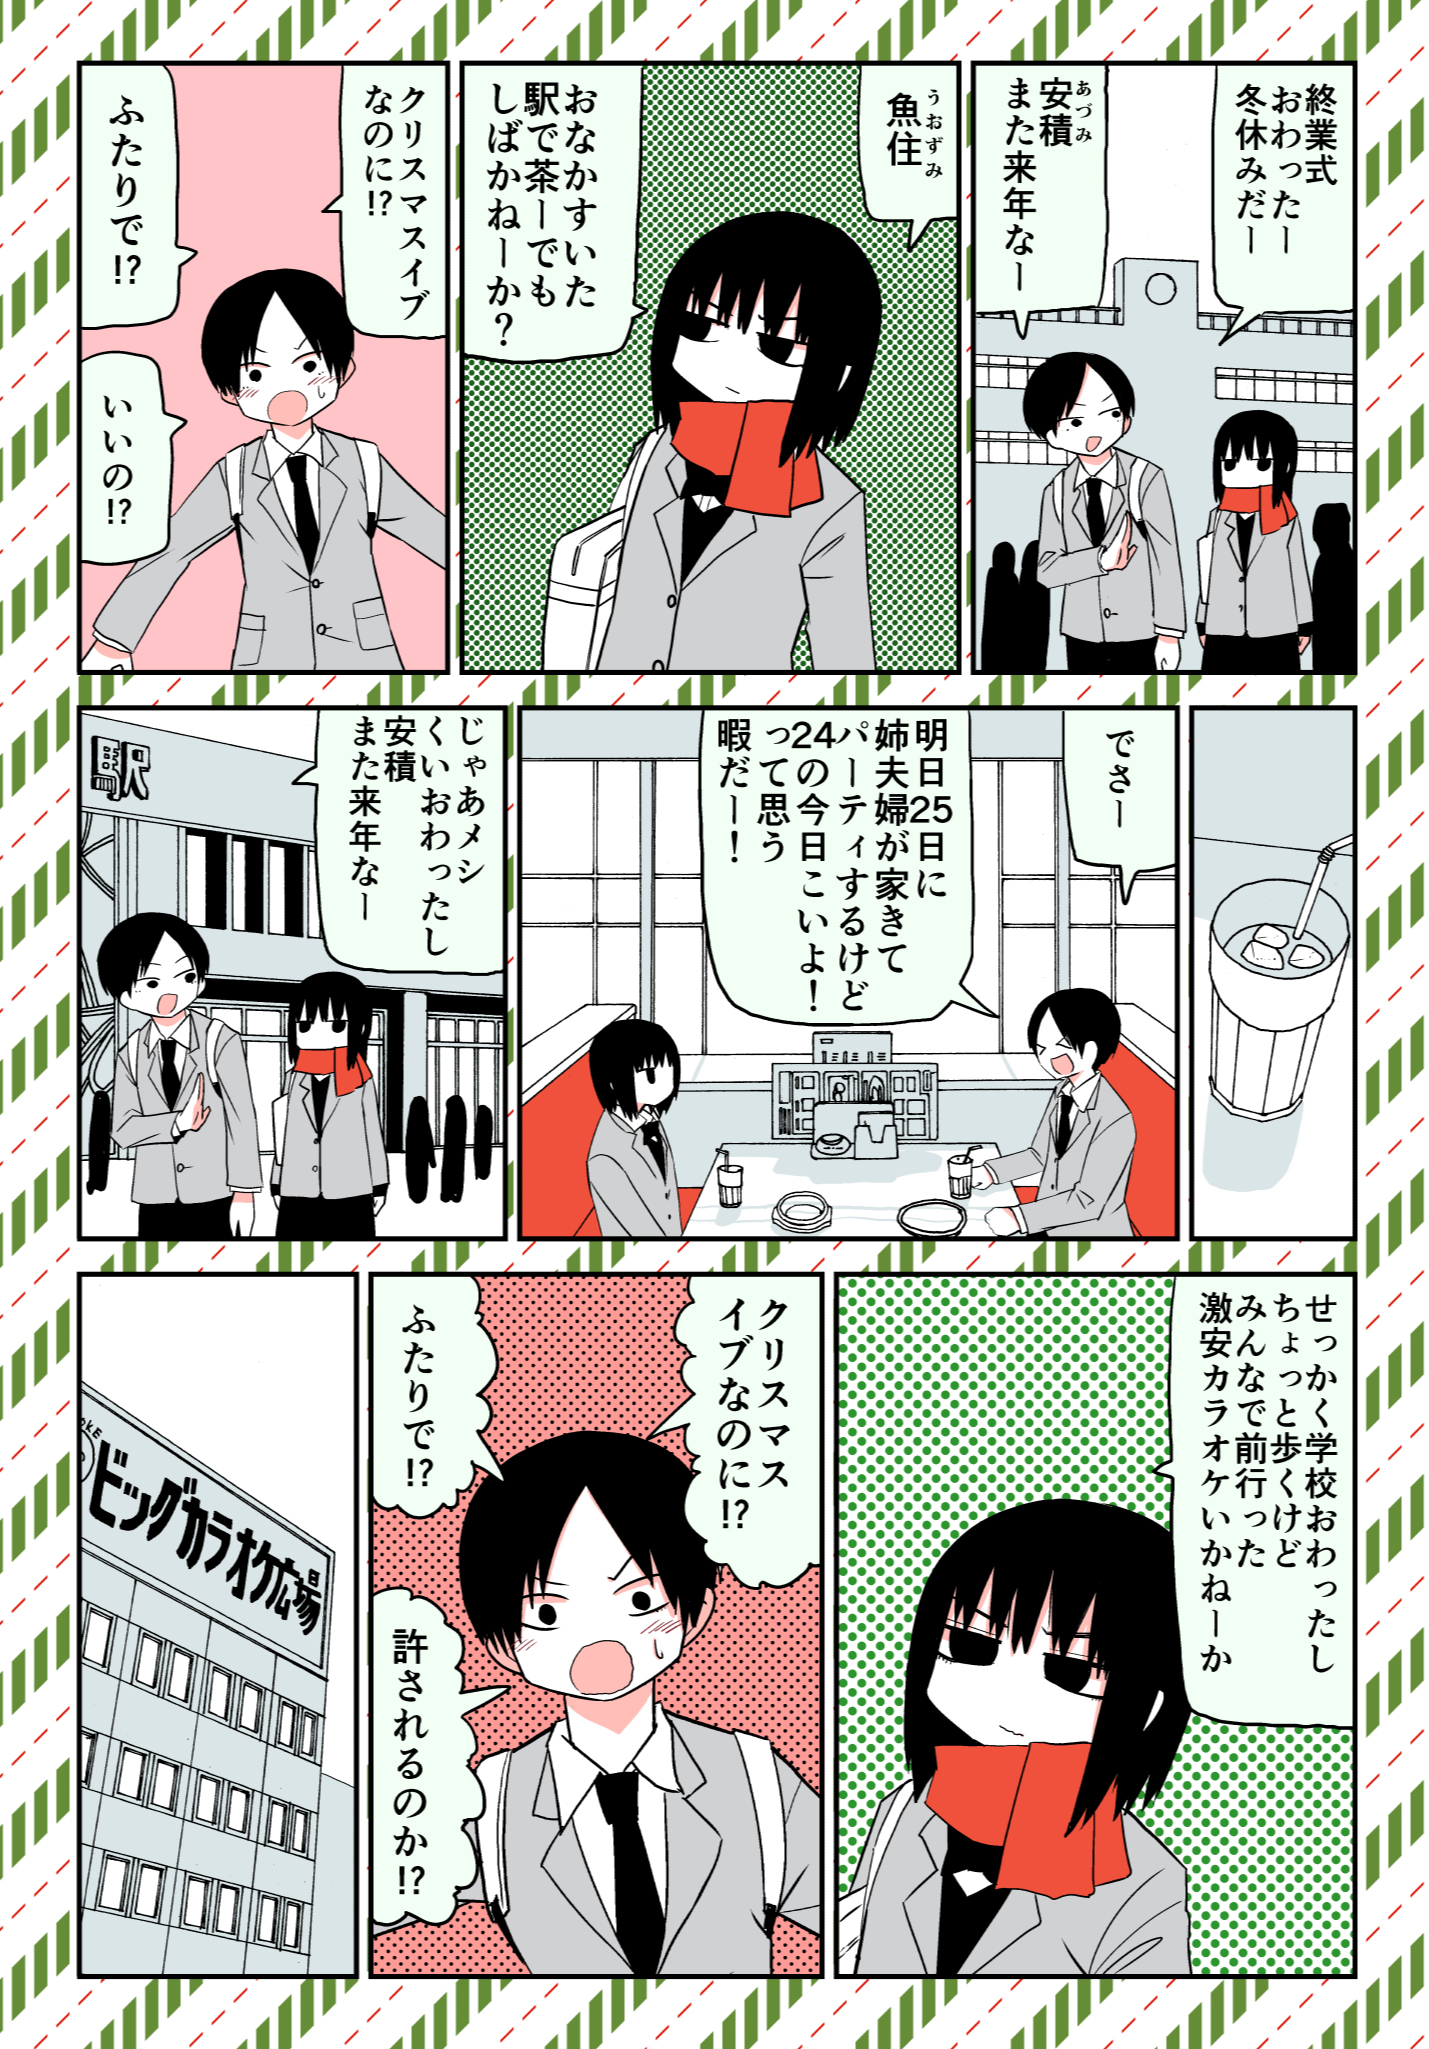 終業式
おわったー
冬休みだー
安積
あづみ
また来年なー
魚住
うおずみ
おなかすいた
駅で茶ーでも
しばかねーか？
クリスマスイブ
なのに!?
ふたりで!?
いいの!?
でさー
明日25日に
姉夫婦が家きて
パーティするけど
24の今日こいよ！
って思う
暇だー！
じゃあメシ
くいおわったし
安積
また来年なー
駅
せっかく学校おわったし
ちょっと歩くけど
みんなで前行った
激安カラオケいかねーか
クリスマス
イブなのに!?
ふたりで!?
許されるのか!?
OKE
ビッグカラオケ広場